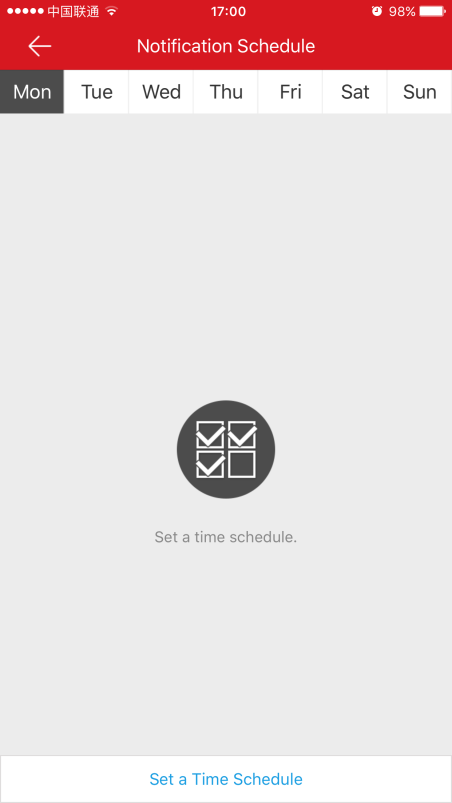 中国联通 17:00 98%
Notification Schedule
Mon Tue Wed Thu Fri Sat Sun
Set a time schedule.
Set a Time Schedule